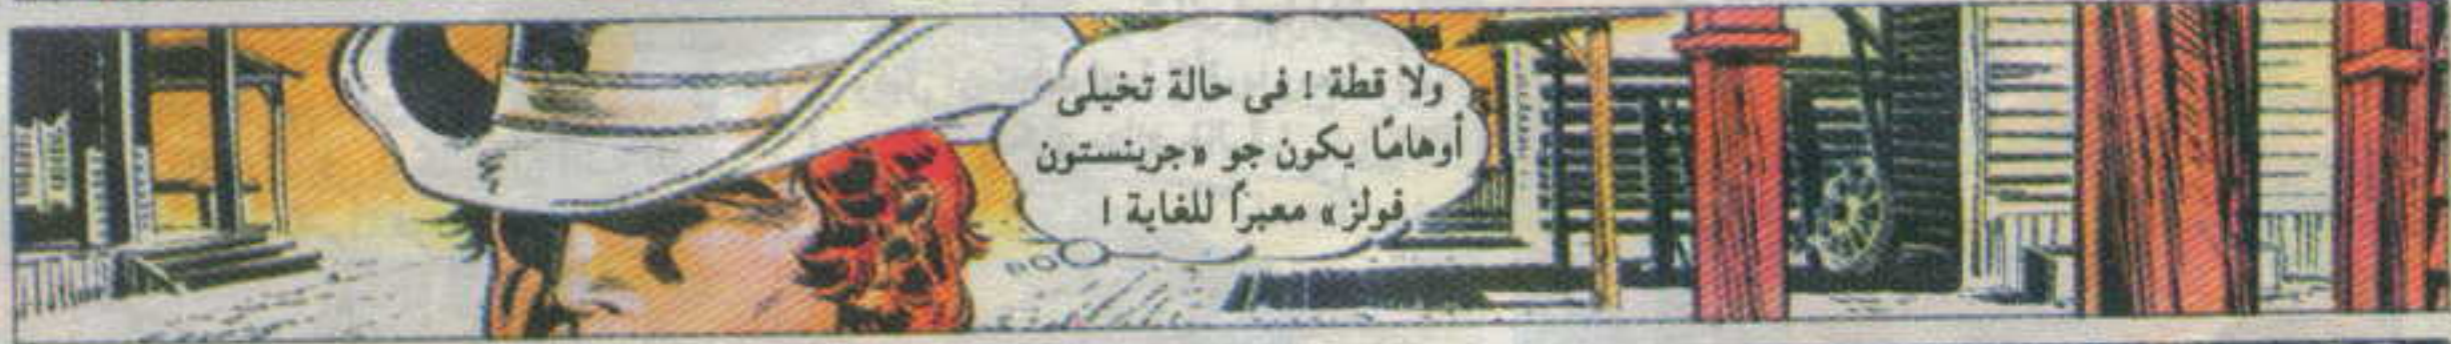 ولا قطة ! فى حالة تخيلى
أوهامًا يكون جو «جرينستون
فولز» معبرًا للغاية !